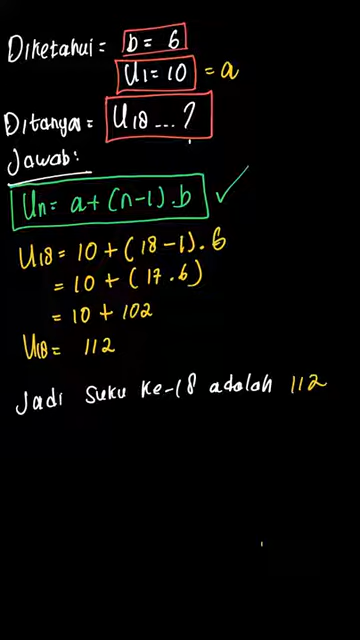 Diketahui = b = 6
U1 = 10 = a
Ditanya = U18 ... ?
Jawab:
Un = a + (n-1) . b ✓
U18 = 10 + (18-1) . 6
= 10 + (17 . 6)
= 10 + 102
U18 = 112
Jadi Suku Ke-18 adalah 112